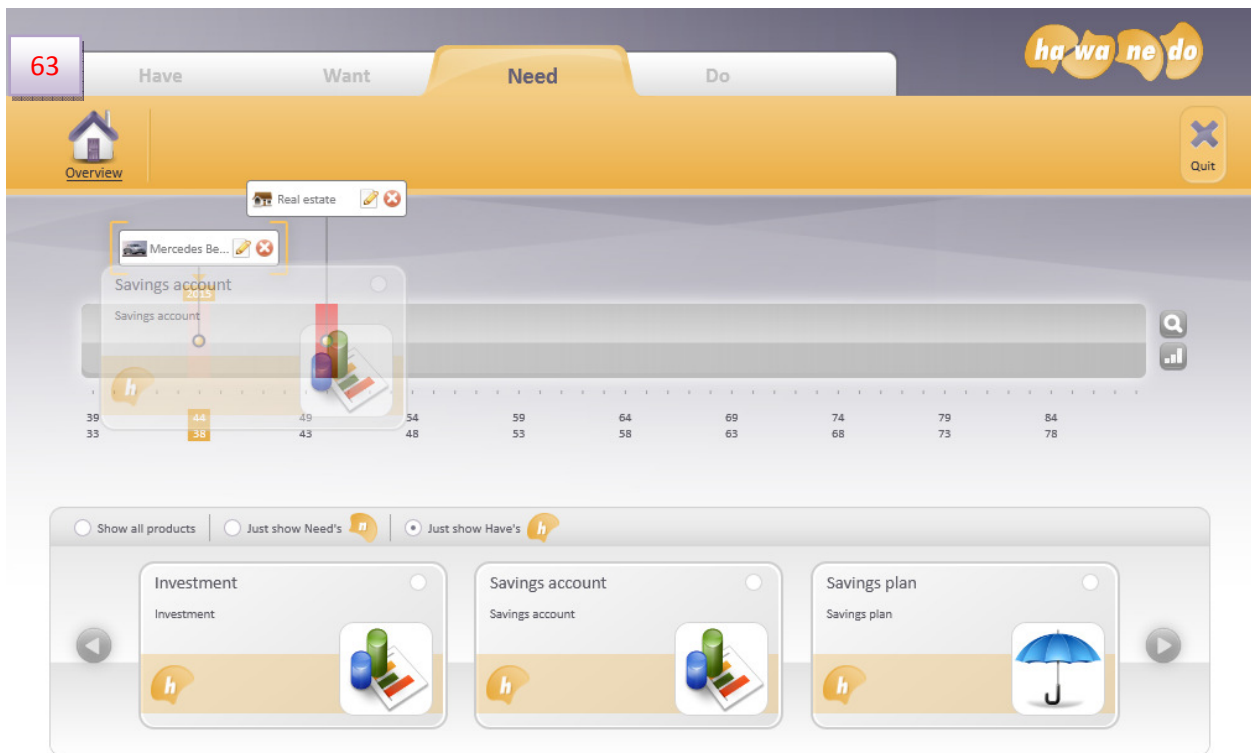 63
Have Want Need Do
ha wa ne do
Overview
Quit
Real estate
Mercedes Be...
Savings account
2015
Savings account
h
39 44 49 54 59 64 69 74 79 84
33 38 43 48 53 58 63 68 73 78
Show all products Just show Need's n Just show Have's h
Investment Savings account Savings plan
Investment Savings account Savings plan
h h h